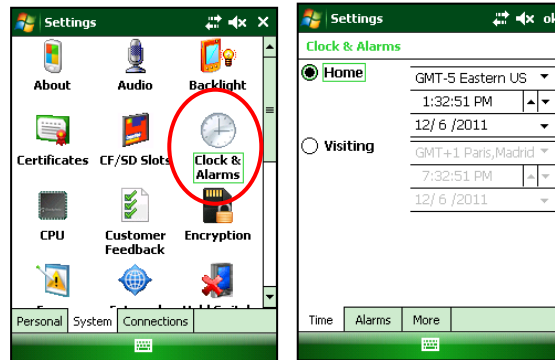 Settings
About Audio Backlight
Certificates CF/SD Slots Clock &
Alarms
CPU Customer
Feedback Encryption
Personal System Connections
Settings ok
Clock & Alarms
Home GMT-5 Eastern US
1:32:51 PM
12/ 6 /2011
Visiting GMT+1 Paris,Madrid
7:32:51 PM
12/ 6 /2011
Time Alarms More